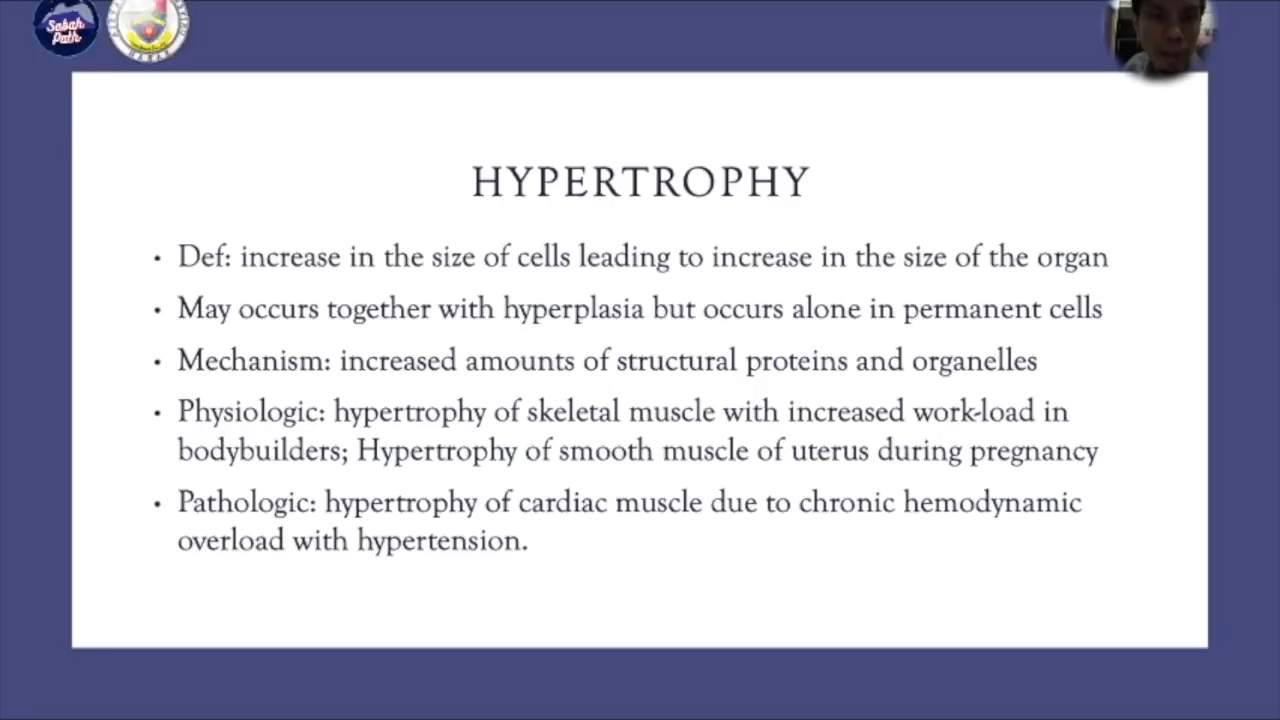 Sabah
Path
SABAH
HYPERTROPHY
• Def: increase in the size of cells leading to increase in the size of the organ
• May occurs together with hyperplasia but occurs alone in permanent cells
• Mechanism: increased amounts of structural proteins and organelles
• Physiologic: hypertrophy of skeletal muscle with increased work-load in
bodybuilders; Hypertrophy of smooth muscle of uterus during pregnancy
• Pathologic: hypertrophy of cardiac muscle due to chronic hemodynamic
overload with hypertension.